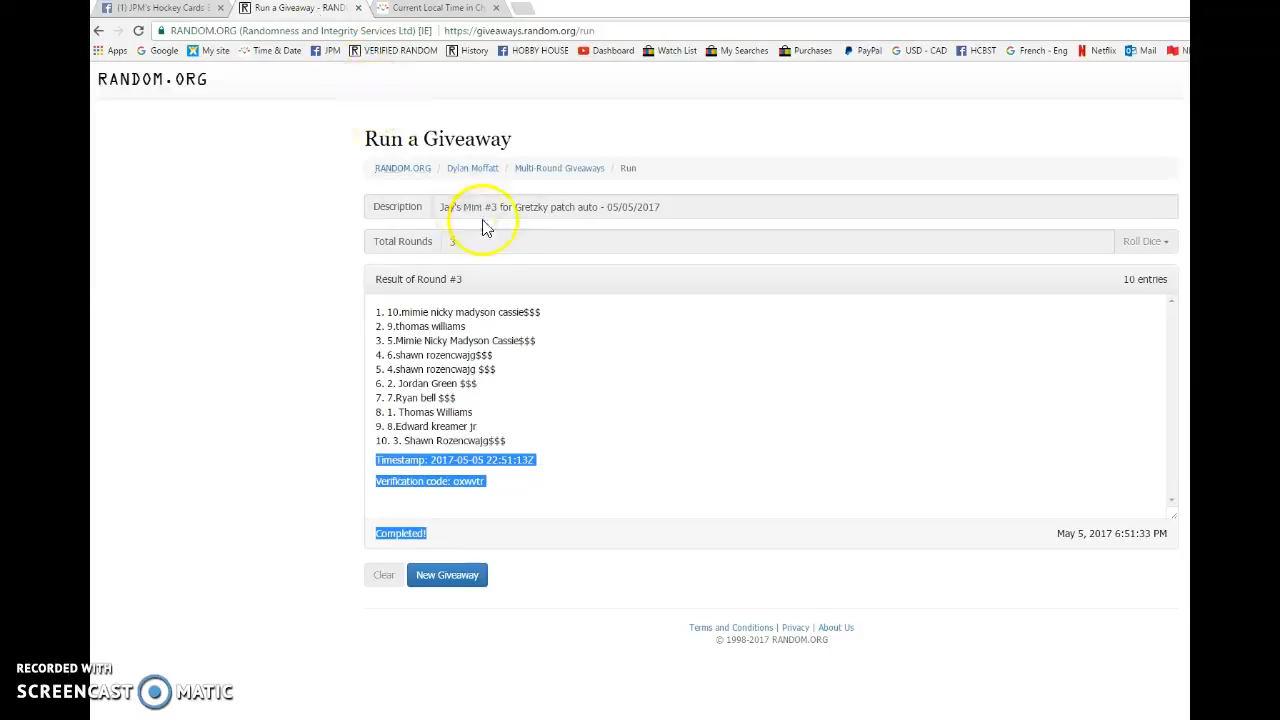 (1) JPM's Hockey Cards
Run a Giveaway - RAND
Current Local Time in Ch
RANDOM.ORG (Randomness and Integrity Services Ltd) [IE]
https://giveaways.random.org/run
Apps Google My site Time & Date JPM VERIFIED RANDOM History HOBBY HOUSE Dashboard Watch List My Searches Purchases PayPal USD - CAD HCBST French - Eng Netflix Mail
RANDOM.ORG
Run a Giveaway
RANDOM.ORG / Dylan Moffatt / Multi-Round Giveaways / Run
Description Jay's Mini #3 for Gretzky patch auto - 05/05/2017
Total Rounds 3 Roll Dice
Result of Round #3 10 entries
1. 10.mimie nicky madyson cassie$$$
2. 9.thomas williams
3. 5.Mimie Nicky Madyson Cassie$$$
4. 6.shawn rozencwajg$$$
5. 4.shawn rozencwajg $$$
6. 2. Jordan Green $$$
7. 7.Ryan bell $$$
8. 1. Thomas Williams
9. 8.Edward kreamer jr
10. 3. Shawn Rozencwajg$$$
Timestamp: 2017-05-05 22:51:13Z
Verification code: oxwvtr
Completed! May 5, 2017 6:51:33 PM
Clear New Giveaway
Terms and Conditions | Privacy | About Us
© 1998-2017 RANDOM.ORG
RECORDED WITH
SCREENCAST MATIC